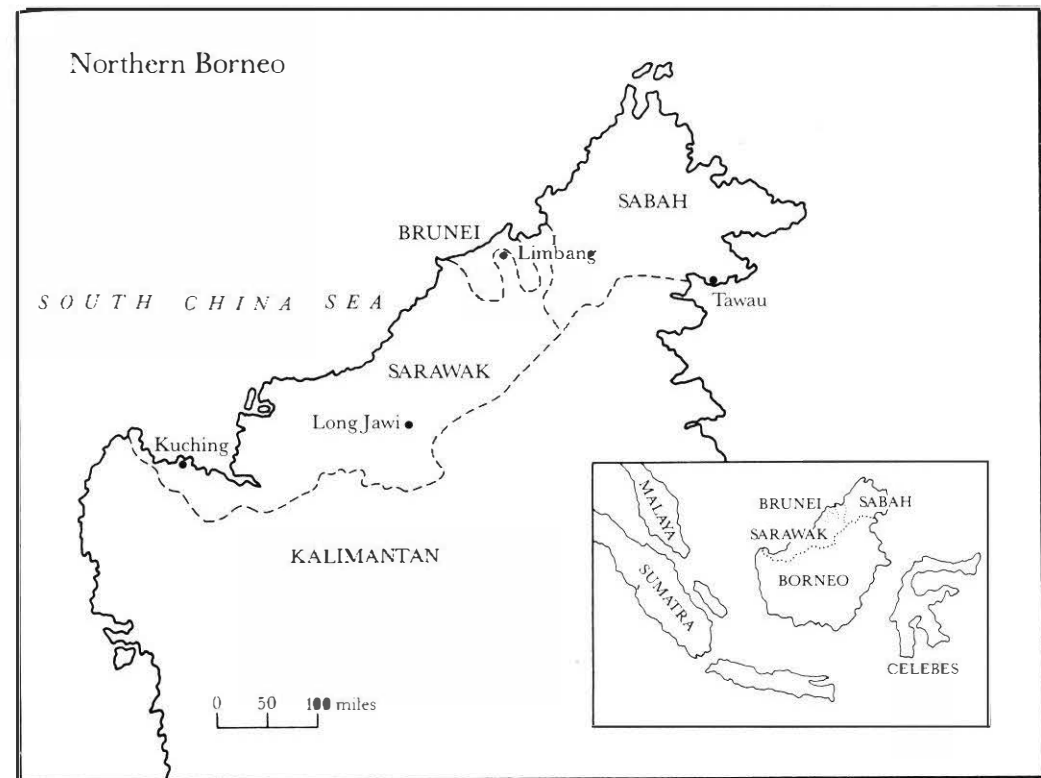 Northern Borneo
SABAH
BRUNEI
Limbang
SOUTH CHINA SEA
Tawau
SARAWAK
Long Jawi
Kuching
KALIMANTAN
0 50 100 miles
MALAYA
BRUNEI
SABAH
SARAWAK
SUMATRA
BORNEO
CELEBES